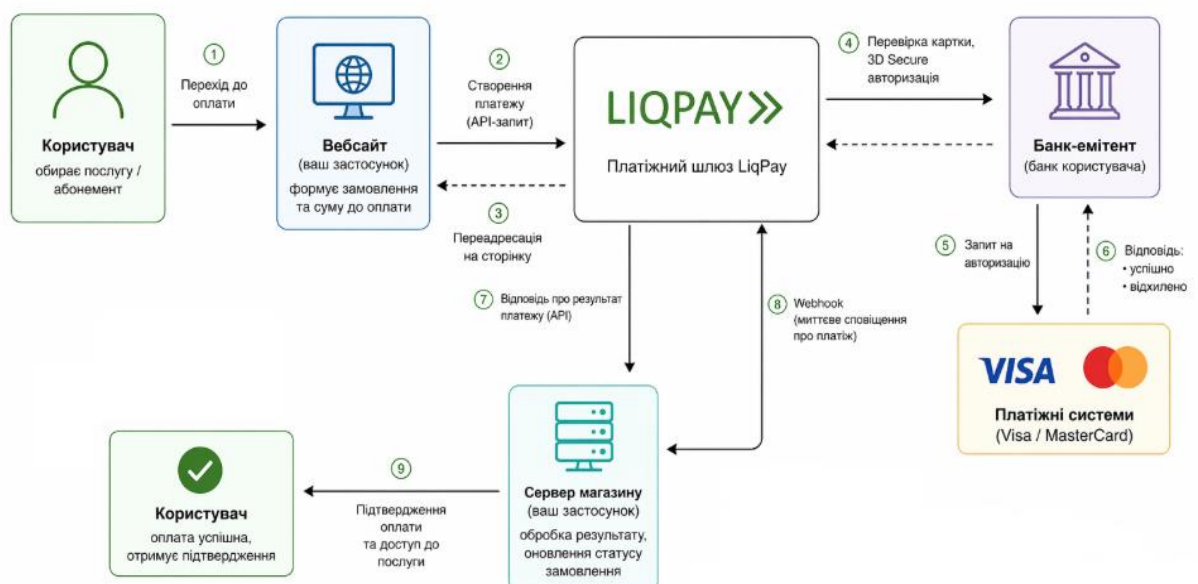 1
Перехід до
оплати
Користувач
обирає послугу /
абонемент
Вебсайт
(ваш застосунок)
формує замовлення
та суму до оплати
2
Створення
платежу
(API-запит)
3
Переадресація
на сторінку
LIQPAY
Платіжний шлюз LiqPay
4
Перевірка картки,
3D Secure
авторизація
Банк-емітент
(банк користувача)
5
Запит на
авторизацію
6
Відповідь:
• успішно
• відхилено
VISA
Платіжні системи
(Visa / MasterCard)
7
Відповідь про результат
платежу (API)
8
Webhook
(миттєве сповіщення
про платіж)
Сервер магазину
(ваш застосунок)
обробка результату,
оновлення статусу
замовлення
9
Підтвердження
оплати
та доступ до
послуги
Користувач
оплата успішна,
отримує підтвердження